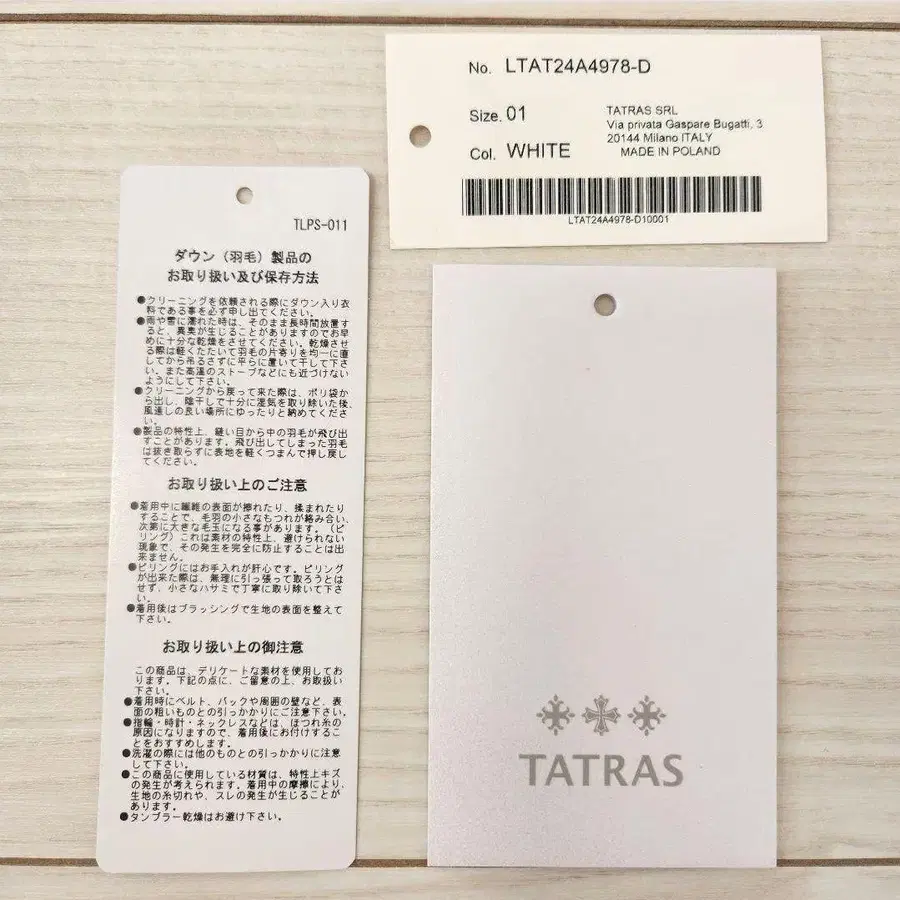 No. LTAT24A4978-D
Size. 01
Col. WHITE
TATRAS SRL
Via privata Gaspare Bugatti, 3
20144 Milano ITALY
MADE IN POLAND
LTAT24A4978-D10001
TLPS-011
ダウン（羽毛）製品の
お取り扱い及び保存方法
●クリーニングを依頼される際にダウン入り衣
料である事を必ず申し出てください。
●雨や雪に濡れた時は、そのまま長時間放置す
ると、異臭が生じることがありますのでお早
めに十分な乾燥をさせてください。乾燥させ
る際は軽くたたいて羽毛の片寄りを均一に直
してから吊るさずに平らに置いて干して下さ
い。また高温のストーブなどにも近づけない
ようにして下さい。
●クリーニングから戻って来た際は、ポリ袋か
ら出し、陰干しで十分に湿気を取り除いた後、
風通しの良い場所にゆったりと納めてくださ
い。
●製品の特性上、縫い目から中の羽毛が飛び出
すことがあります。飛び出してしまった羽毛
は抜き取らずに表地を軽くつまんで押し戻し
てください。
お取り扱い上のご注意
●着用中に繊維の表面が擦れたり、揉まれたり
することで、毛羽の小さなもつれが絡み合い、
次第に大きな毛玉になる事があります。（ピ
リング）これは素材の特性上、避けられない
現象で、その発生を完全に防止することは出
来ません。
●ピリングにはお手入れが肝心です。ピリング
が出来た際は、無理に引っ張って取ろうとは
せず、小さなハサミで丁寧に取り除いて下さ
い。
●着用後はブラッシングで生地の表面を整えて
下さい。
お取り扱い上の御注意
この商品は、デリケートな素材を使用してお
ります。下記の点に、ご留意の上、お取扱い
下さい。
●着用時にベルト、バックや周囲の壁など、表
面の粗いものとの引っかかりにご注意下さい。
●指輪・時計・ネックレスなどは、ほつれ糸の
原因になりますので、着用後にお付けするこ
とをおすすめします。
●洗濯の際には他のものとの引っかかりに注意
して下さい。
●この商品に使用している材質は、特性上キズ
の発生が考えられます。着用中の摩擦により、
生地の糸切れや、スレの発生が生じることが
あります。
●タンブラー乾燥はお避け下さい。
TATRAS